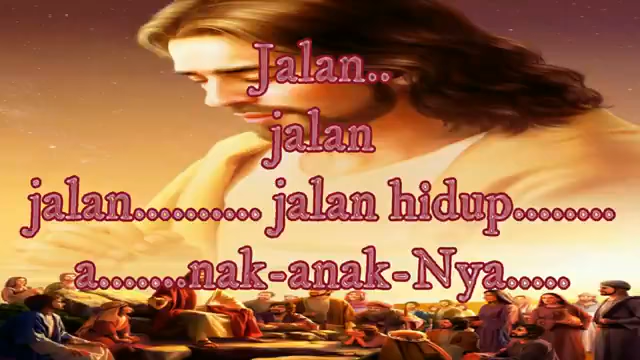 Jalan..
jalan
jalan.......... jalan hidup........
a.......nak-anak-Nya.....